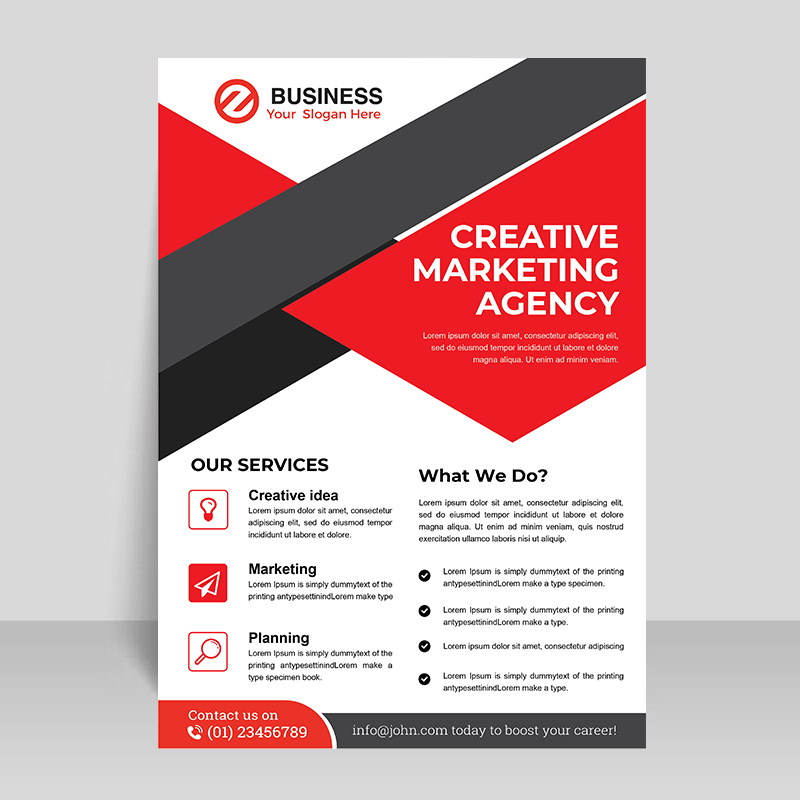 BUSINESS
Your Slogan Here
CREATIVE
MARKETING
AGENCY
Lorem ipsum dolor sit amet, consectetur adipiscing elit,
sed do eiusmod tempor incididunt ut labore et dolore
magna aliqua. Ut enim ad minim veniam.
OUR SERVICES
Creative idea
Lorem ipsum dolor sit amet, consectetur
adipiscing elit, sed do eiusmod tempor
incididunt ut labore et dolore.
Marketing
Lorem Ipsum is simply dummytext of the
printing antypesettinindLorem make type
Planning
Lorem Ipsum is simply dummytext of the
printing antypesettinindLorem make a
type specimen book.
What We Do?
Lorem ipsum dolor sit amet, consectetur adipiscing elit,
sed do eiusmod tempor incididunt ut labore et dolore
magna aliqua. Ut enim ad minim veniam, quis nostrud
exercitation ullamco laboris nisi ut aliquip.
Lorem Ipsum is simply dummytext of the printing
antypesettinindLorem make a type specimen.
Lorem Ipsum is simply dummytext of the printing
antypesettinindLorem make a type specimen.
Lorem ipsum dolor sit amet, consectetur adipiscing
Lorem Ipsum is simply dummytext of the printing
antypesettinindLorem make a type specimen.
Contact us on
(01) 23456789
info@john.com today to boost your career!